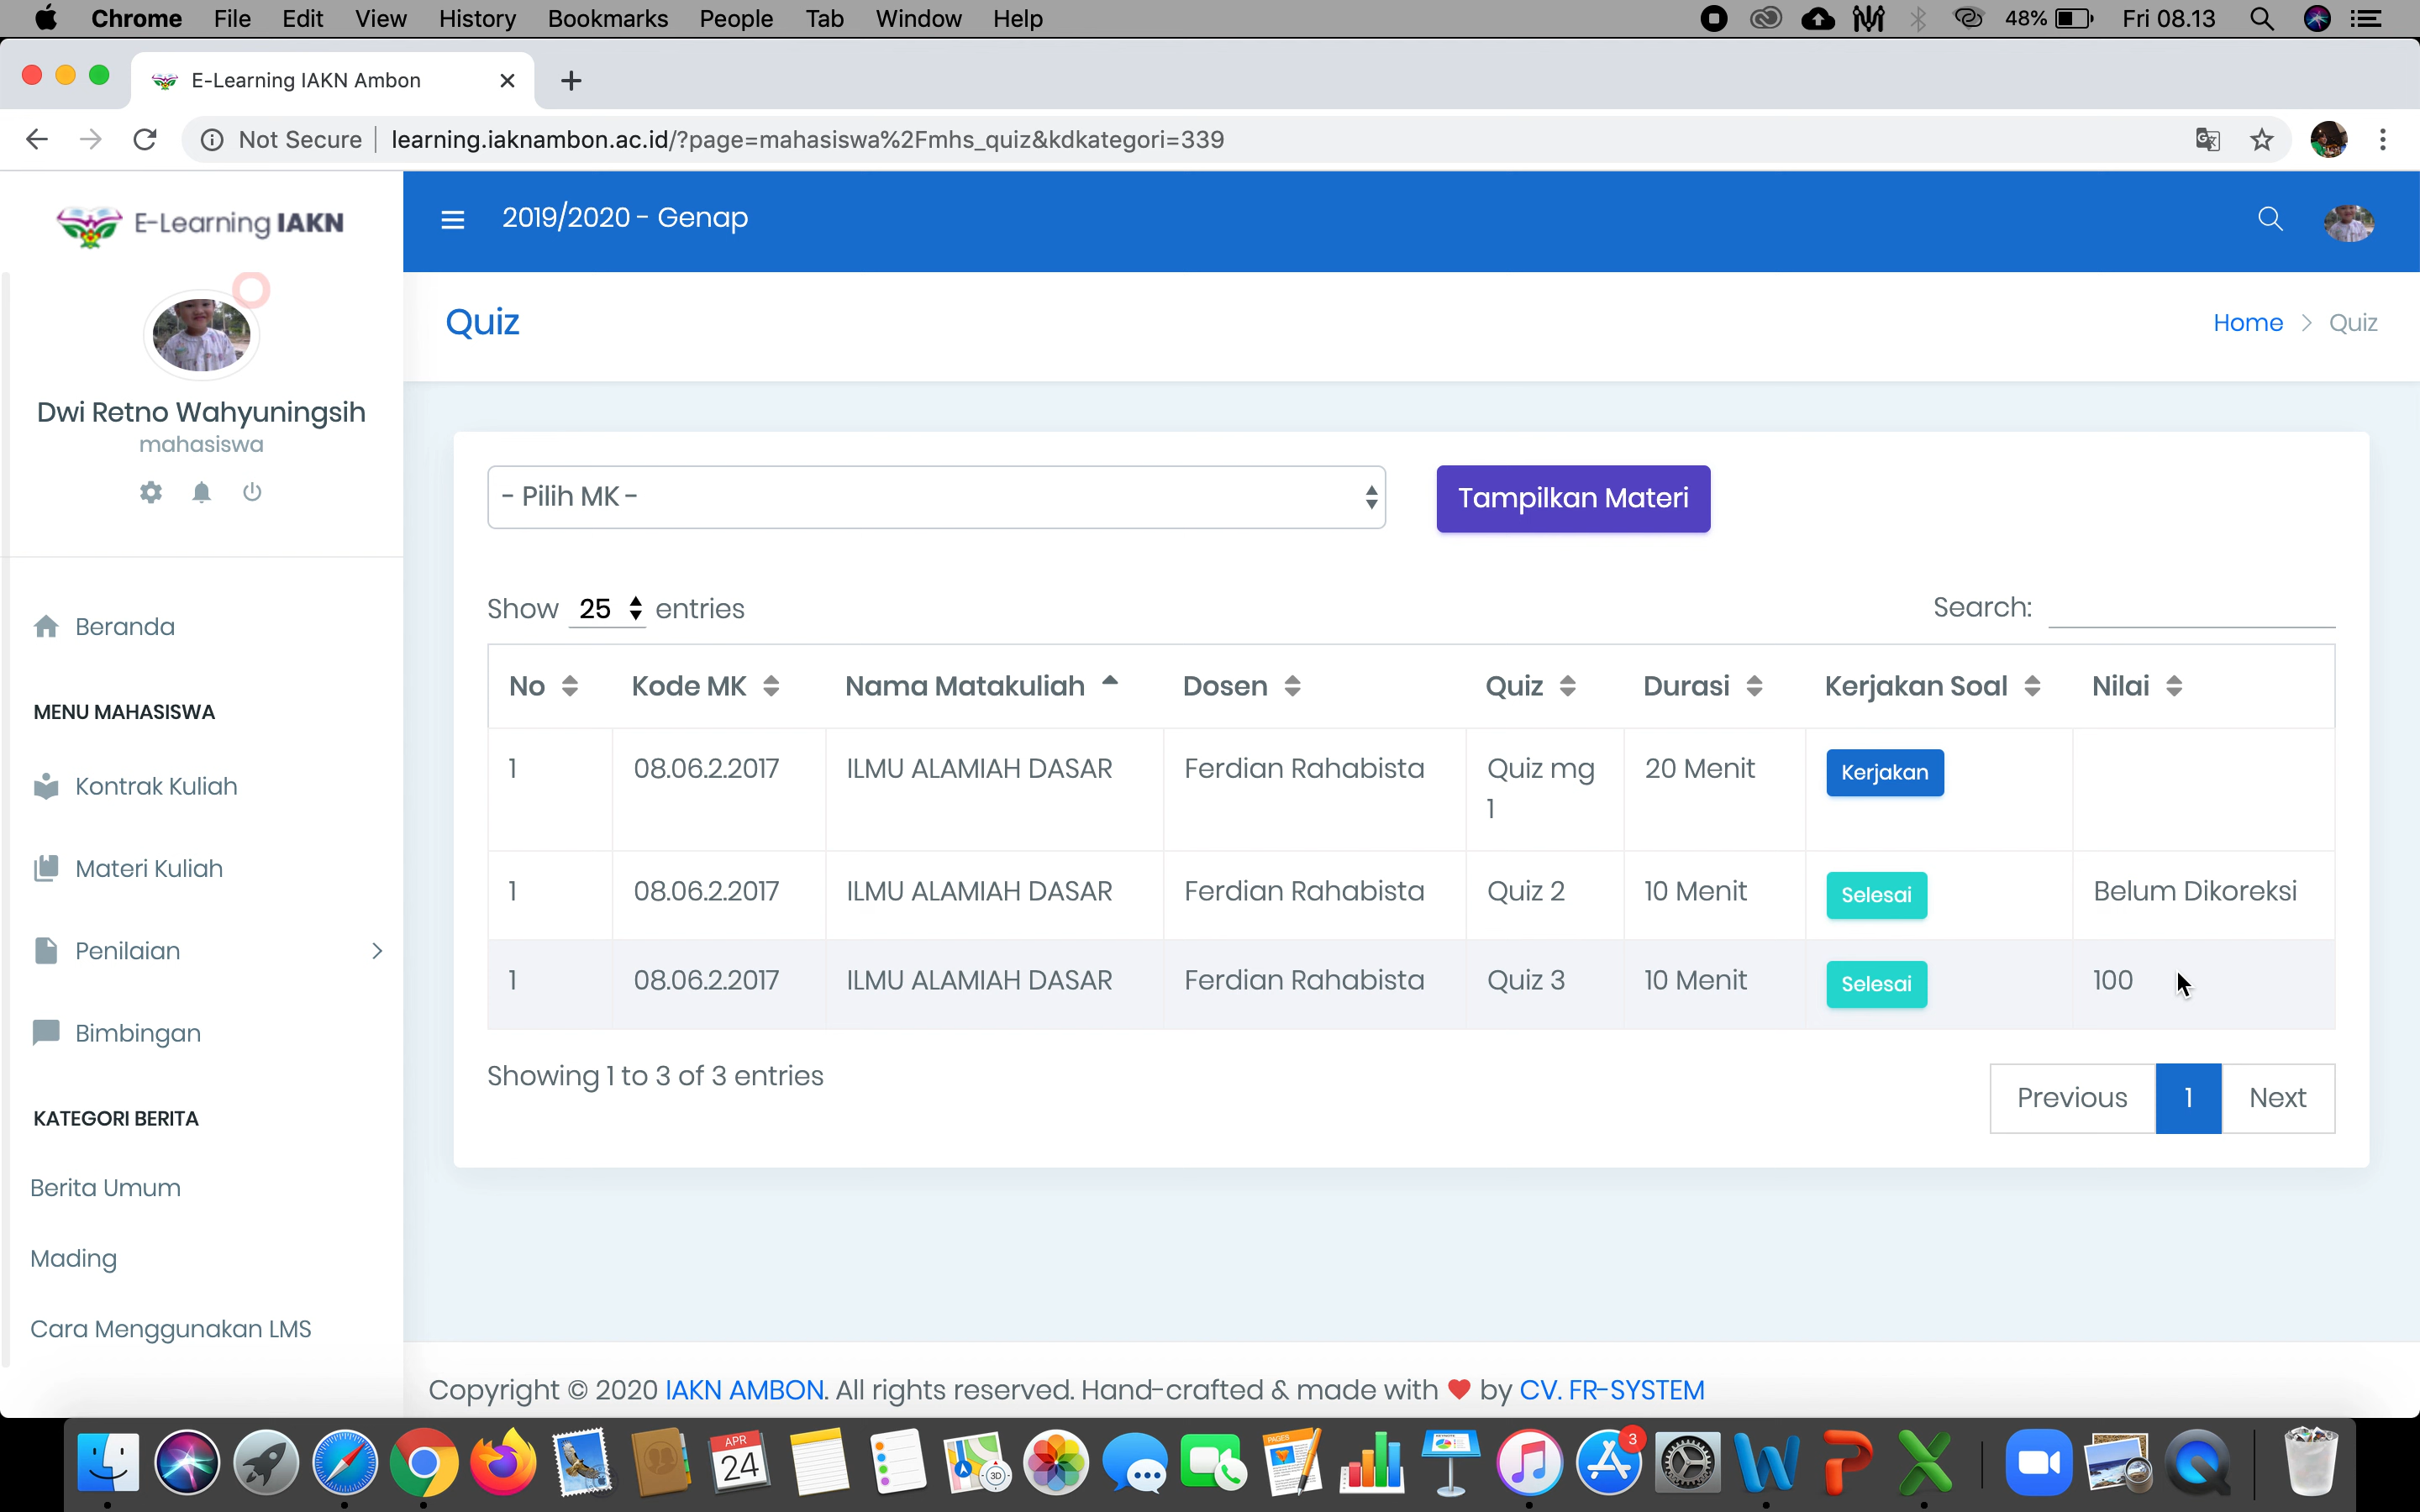 Chrome File Edit View History Bookmarks People Tab Window Help 48% Fri 08.13
E-Learning IAKN Ambon
Not Secure learning.iaknambon.ac.id/?page=mahasiswa%2Fmhs_quiz&kdkategori=339
E-Learning IAKN
2019/2020 - Genap
Quiz
Home > Quiz
Dwi Retno Wahyuningsih
mahasiswa
Beranda
MENU MAHASISWA
Kontrak Kuliah
Materi Kuliah
Penilaian
Bimbingan
KATEGORI BERITA
Berita Umum
Mading
Cara Menggunakan LMS
- Pilih MK -
Tampilkan Materi
Show 25 entries
Search:
No Kode MK Nama Matakuliah Dosen Quiz Durasi Kerjakan Soal Nilai
1 08.06.2.2017 ILMU ALAMIAH DASAR Ferdian Rahabista Quiz mg 20 Menit Kerjakan
1
1 08.06.2.2017 ILMU ALAMIAH DASAR Ferdian Rahabista Quiz 2 10 Menit Selesai Belum Dikoreksi
1 08.06.2.2017 ILMU ALAMIAH DASAR Ferdian Rahabista Quiz 3 10 Menit Selesai 100
Showing 1 to 3 of 3 entries
Previous 1 Next
Copyright © 2020 IAKN AMBON. All rights reserved. Hand-crafted & made with ❤ by CV. FR-SYSTEM
APR
24
3D
PAGES
3